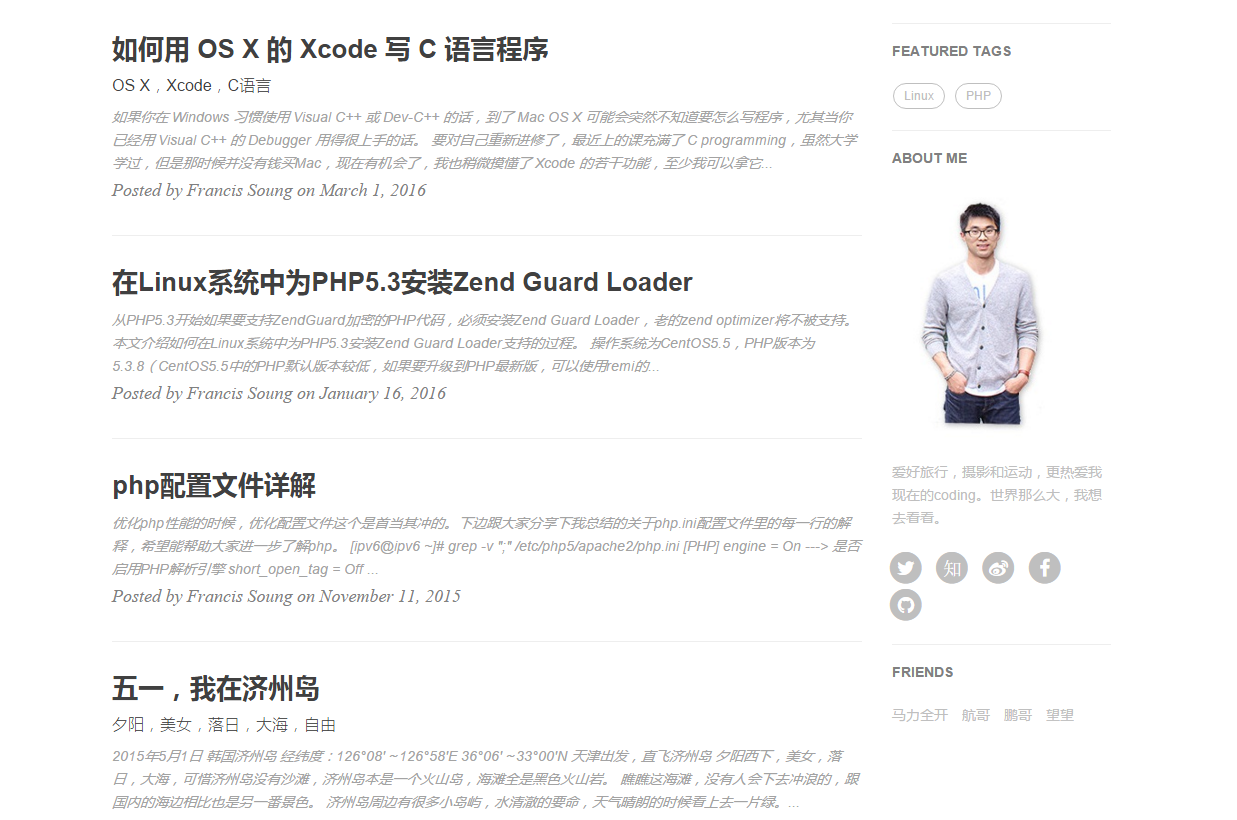 如何用 OS X 的 Xcode 写 C 语言程序
OS X，Xcode，C语言
如果你在 Windows 习惯使用 Visual C++ 或 Dev-C++ 的话，到了 Mac OS X 可能会突然不知道要怎么写程序，尤其当你
已经用 Visual C++ 的 Debugger 用得很上手的话。 要对自己重新进修了，最近上的课充满了 C programming，虽然大学
学过，但是那时候并没有钱买Mac，现在有机会了，我也稍微摸懂了 Xcode 的若干功能，至少我可以拿它...
Posted by Francis Soung on March 1, 2016
在Linux系统中为PHP5.3安装Zend Guard Loader
从PHP5.3开始如果要支持ZendGuard加密的PHP代码，必须安装Zend Guard Loader，老的zend optimizer将不被支持。
本文介绍如何在Linux系统中为PHP5.3安装Zend Guard Loader支持的过程。 操作系统为CentOS5.5，PHP版本为
5.3.8（CentOS5.5中的PHP默认版本较低，如果要升级到PHP最新版，可以使用remi的...
Posted by Francis Soung on January 16, 2016
php配置文件详解
优化php性能的时候，优化配置文件这个是首当其冲的。下边跟大家分享下我总结的关于php.ini配置文件里的每一行的解
释，希望能帮助大家进一步了解php。 [ipv6@ipv6 ~]# grep -v ";" /etc/php5/apache2/php.ini [PHP] engine = On ---> 是否
启用PHP解析引擎 short_open_tag = Off ...
Posted by Francis Soung on November 11, 2015
五一，我在济州岛
夕阳，美女，落日，大海，自由
2015年5月1日 韩国济州岛 经纬度：126°08' ~126°58'E 36°06' ~33°00'N 天津出发，直飞济州岛 夕阳西下，美女，落
日，大海，可惜济州岛没有沙滩，济州岛本是一个火山岛，海滩全是黑色火山岩。 瞧瞧这海滩，没有人会下去冲浪的，跟
国内的海边相比也是另一番景色。 济州岛周边有很多小岛屿，水清澈的要命，天气晴朗的时候看上去一片绿。...
FEATURED TAGS
Linux PHP
ABOUT ME
爱好旅行，摄影和运动，更热爱我
现在的coding。世界那么大，我想
去看看。
知
FRIENDS
马力全开 航哥 鹏哥 望望